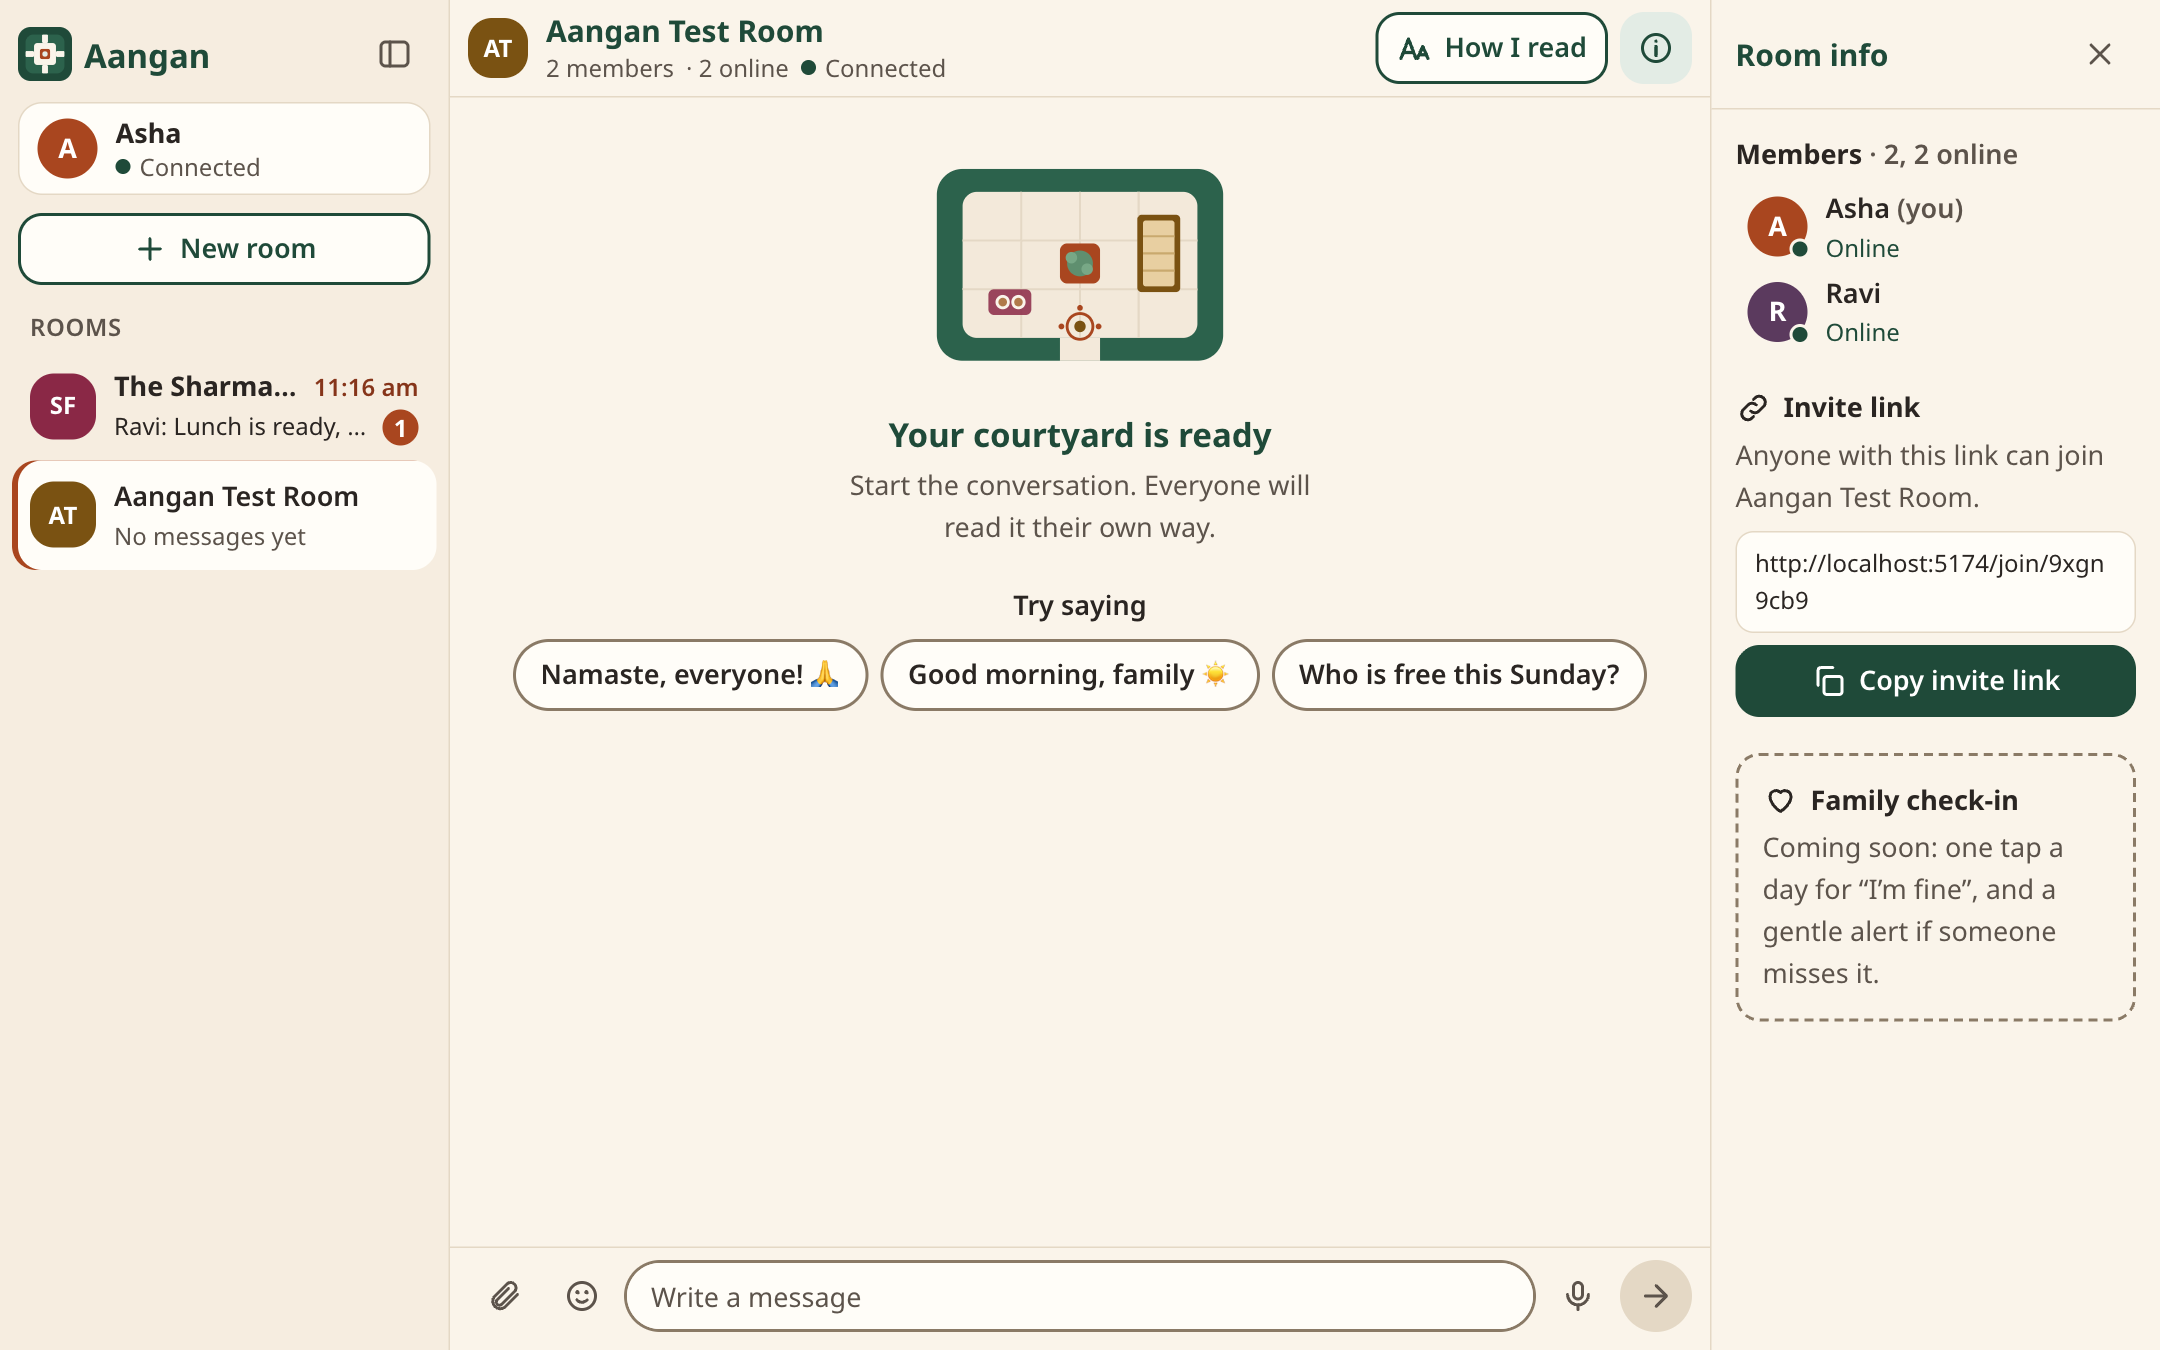 Aangan
A
Asha
Connected
New room
ROOMS
SF
The Sharma...
11:16 am
Ravi: Lunch is ready, ...
1
AT
Aangan Test Room
No messages yet
AT
Aangan Test Room
2 members · 2 online Connected
AA How I read
Your courtyard is ready
Start the conversation. Everyone will
read it their own way.
Try saying
Namaste, everyone! 🙏
Good morning, family ☀️
Who is free this Sunday?
Write a message
Room info
Members · 2, 2 online
A
Asha (you)
Online
R
Ravi
Online
Invite link
Anyone with this link can join
Aangan Test Room.
http://localhost:5174/join/9xgn
9cb9
Copy invite link
Family check-in
Coming soon: one tap a
day for “I’m fine”, and a
gentle alert if someone
misses it.